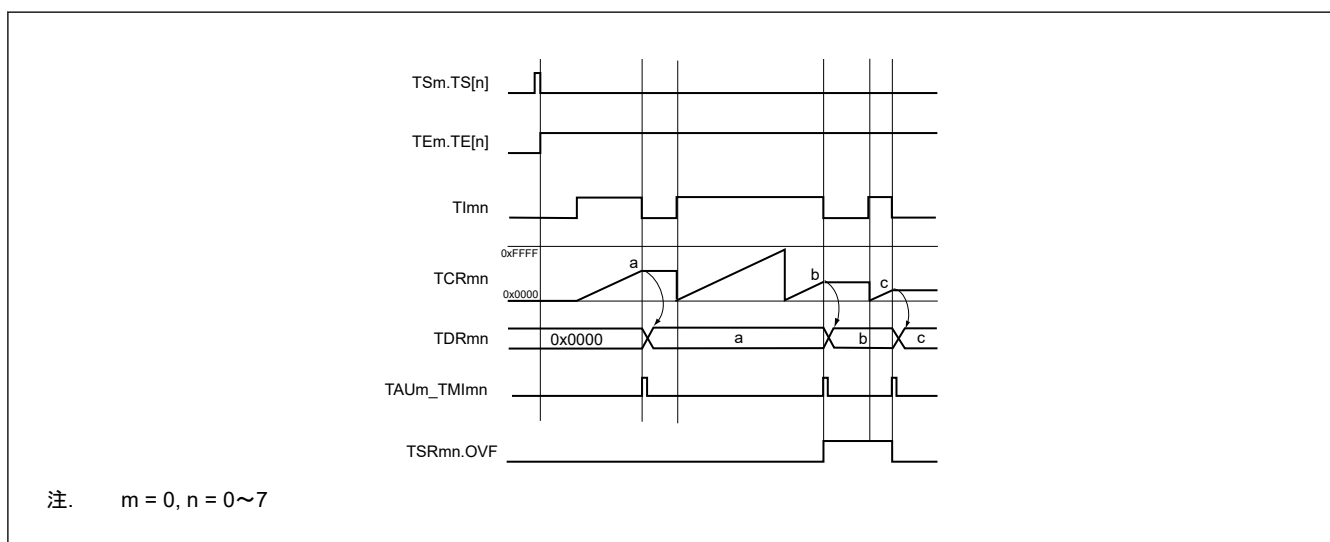 TSm.TS[n]
TEm.TE[n]
TImn
0xFFFF
a
b
c
TCRmn
0x0000
TDRmn
0x0000
a
b
c
TAUm_TMImn
TSRmn.OVF
注. m = 0, n = 0～7